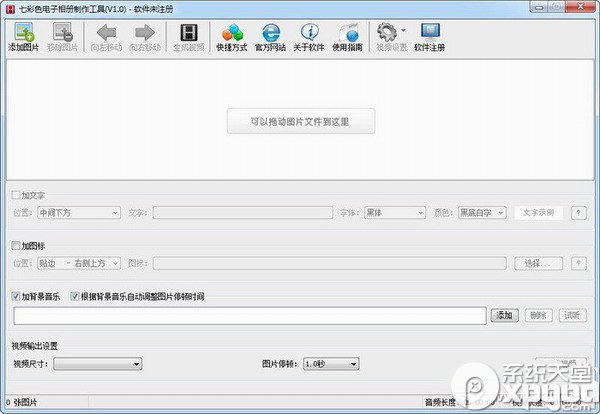 七彩色电子相册制作工具(V1.0) - 软件未注册
添加图片 移除图片 向左移动 向右移动 生成视频 快捷方式 官方网站 关于软件 使用指南 视频设置 软件注册
可以拖动图片文件到这里
加文字
位置: 中间下方 文字: 字体: 黑体 颜色: 黑底白字 文字示例 ?
加图标
位置: 贴边 - 右侧上方 图标: 选择... ?
加背景音乐 根据背景音乐自动调整图片停顿时间
添加 删除 试听
视频输出设置
视频尺寸: 图片停顿: 1.0秒
系统天堂
0 张图片 音频长度: